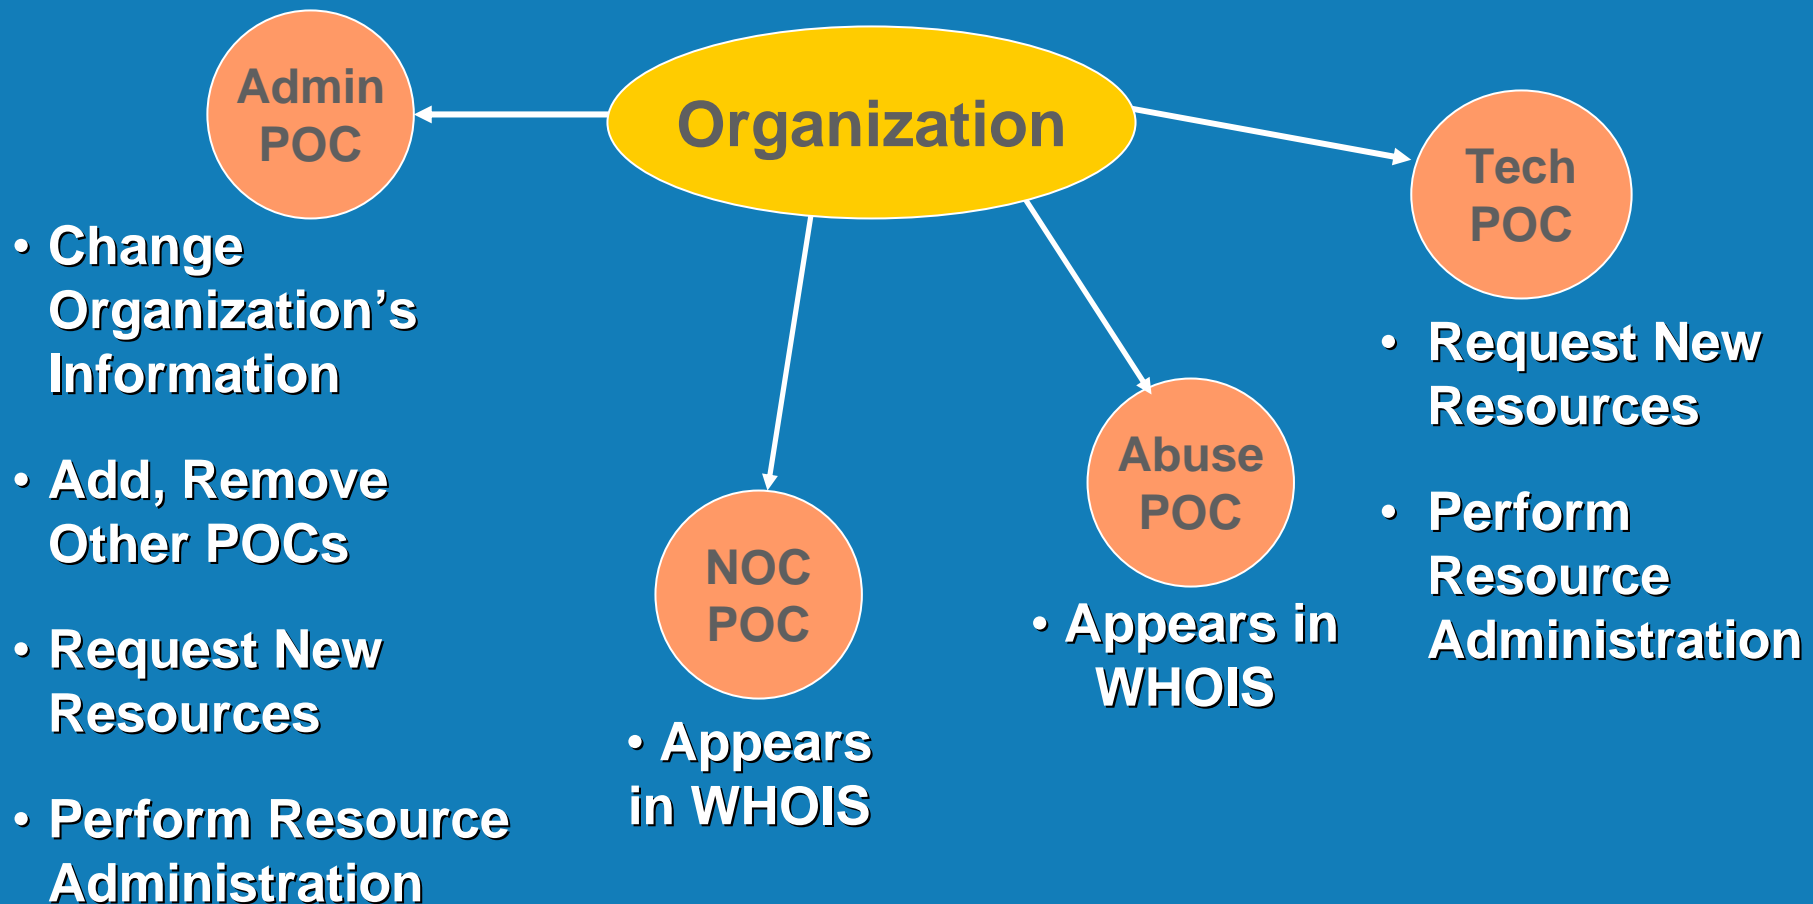 Organization
Admin
POC
• Change
Organization’s
Information
• Add, Remove
Other POCs
• Request New
Resources
• Perform Resource
Administration
NOC
POC
• Appears
in WHOIS
Abuse
POC
• Appears in
WHOIS
Tech
POC
• Request New
Resources
• Perform
Resource
Administration